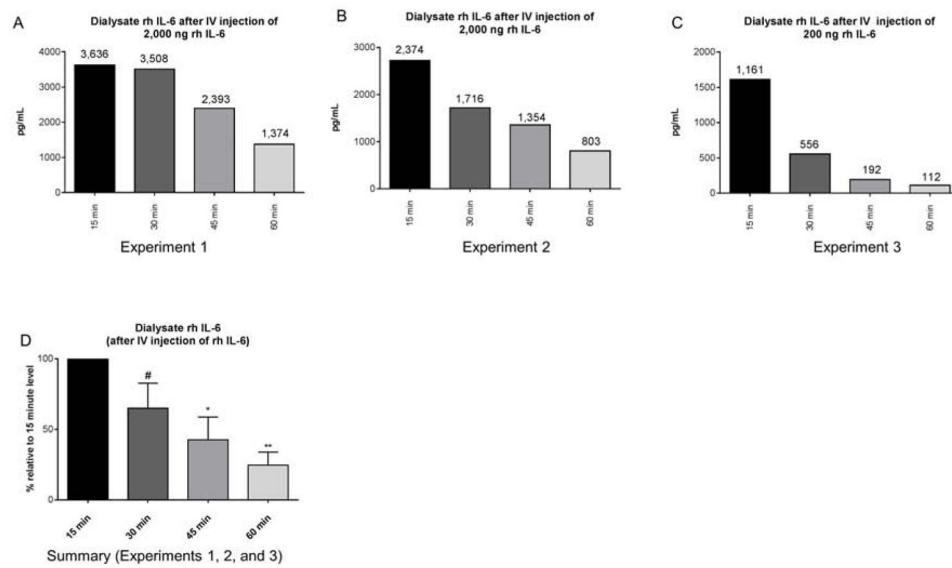 A
Dialysate rh IL-6 after IV injection of
2,000 ng rh IL-6
pg/mL
4000
3000
2000
1000
0
3,636
3,508
2,393
1,374
15 min
30 min
45 min
60 min
Experiment 1
B
Dialysate rh IL-6 after IV injection of
2,000 ng rh IL-6
pg/mL
3000
2000
1000
0
2,374
1,716
1,354
803
15 min
30 min
45 min
60 min
Experiment 2
C
Dialysate rh IL-6 after IV injection of
200 ng rh IL-6
pg/mL
2000
1500
1000
500
0
1,161
556
192
112
15 min
30 min
45 min
60 min
Experiment 3
D
Dialysate rh IL-6
(after IV injection of rh IL-6)
% relative to 15 minute level
100
50
0
#
*
**
15 min
30 min
45 min
60 min
Summary (Experiments 1, 2, and 3)